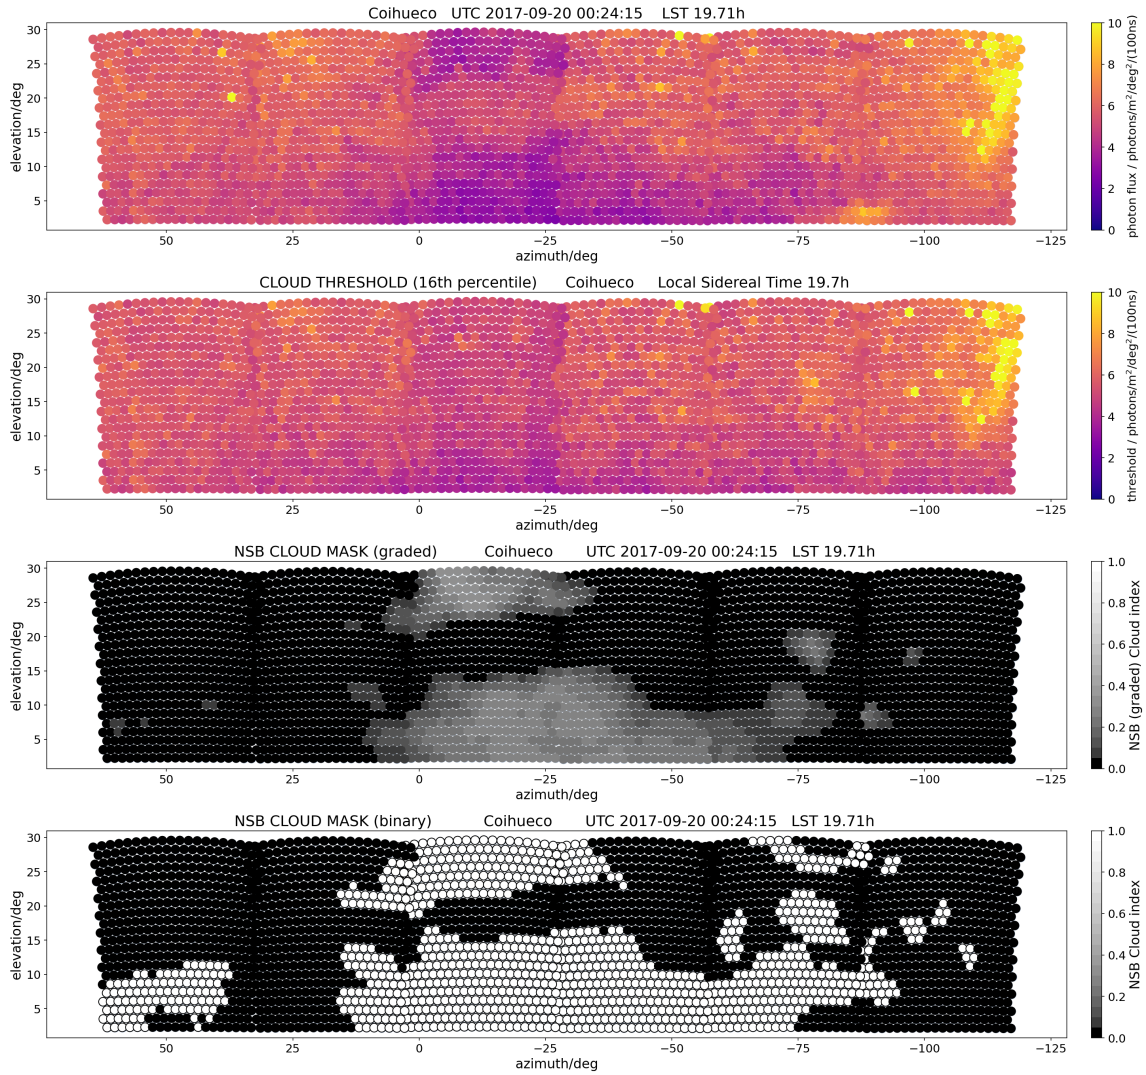 Coihueco UTC 2017-09-20 00:24:15 LST 19.71h
30
25
20
15
10
5
elevation/deg
50 25 0 −25 −50 −75 −100 −125
azimuth/deg
10
8
6
4
2
0
photon flux / photons/m²/deg²/(100ns)
CLOUD THRESHOLD (16th percentile) Coihueco Local Sidereal Time 19.7h
30
25
20
15
10
5
elevation/deg
50 25 0 −25 −50 −75 −100 −125
azimuth/deg
10
8
6
4
2
0
threshold / photons/m²/deg²/(100ns)
NSB CLOUD MASK (graded) Coihueco UTC 2017-09-20 00:24:15 LST 19.71h
30
25
20
15
10
5
elevation/deg
50 25 0 −25 −50 −75 −100 −125
azimuth/deg
1.0
0.8
0.6
0.4
0.2
0.0
NSB (graded) Cloud index
NSB CLOUD MASK (binary) Coihueco UTC 2017-09-20 00:24:15 LST 19.71h
30
25
20
15
10
5
elevation/deg
50 25 0 −25 −50 −75 −100 −125
azimuth/deg
1.0
0.8
0.6
0.4
0.2
0.0
NSB Cloud index